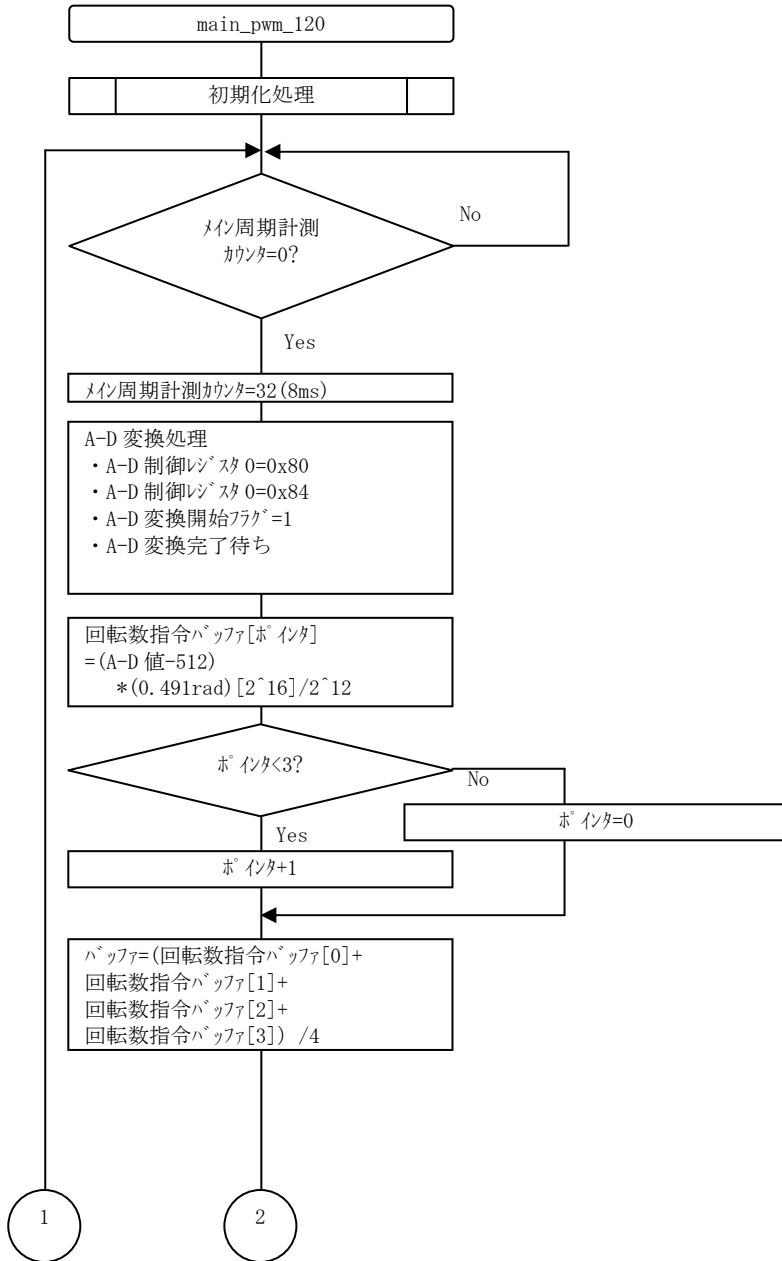 main_pwm_120
初期化処理
メイン周期計測
カウンタ=0?
No
Yes
メイン周期計測カウンタ=32(8ms)
A-D 変換処理
・A-D 制御レジスタ 0=0x80
・A-D 制御レジスタ 0=0x84
・A-D 変換開始フラグ=1
・A-D 変換完了待ち
回転数指令バッファ[ポインタ]
=(A-D 値-512)
*(0.491rad)[2^16]/2^12
ポインタ<3?
No
ポインタ=0
Yes
ポインタ+1
バッファ=(回転数指令バッファ[0]+
回転数指令バッファ[1]+
回転数指令バッファ[2]+
回転数指令バッファ[3]) /4
1
2